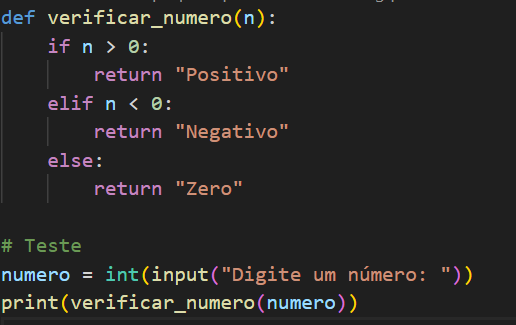 def verificar_numero(n):
    if n > 0:
        return "Positivo"
    elif n < 0:
        return "Negativo"
    else:
        return "Zero"

# Teste
numero = int(input("Digite um número: "))
print(verificar_numero(numero))